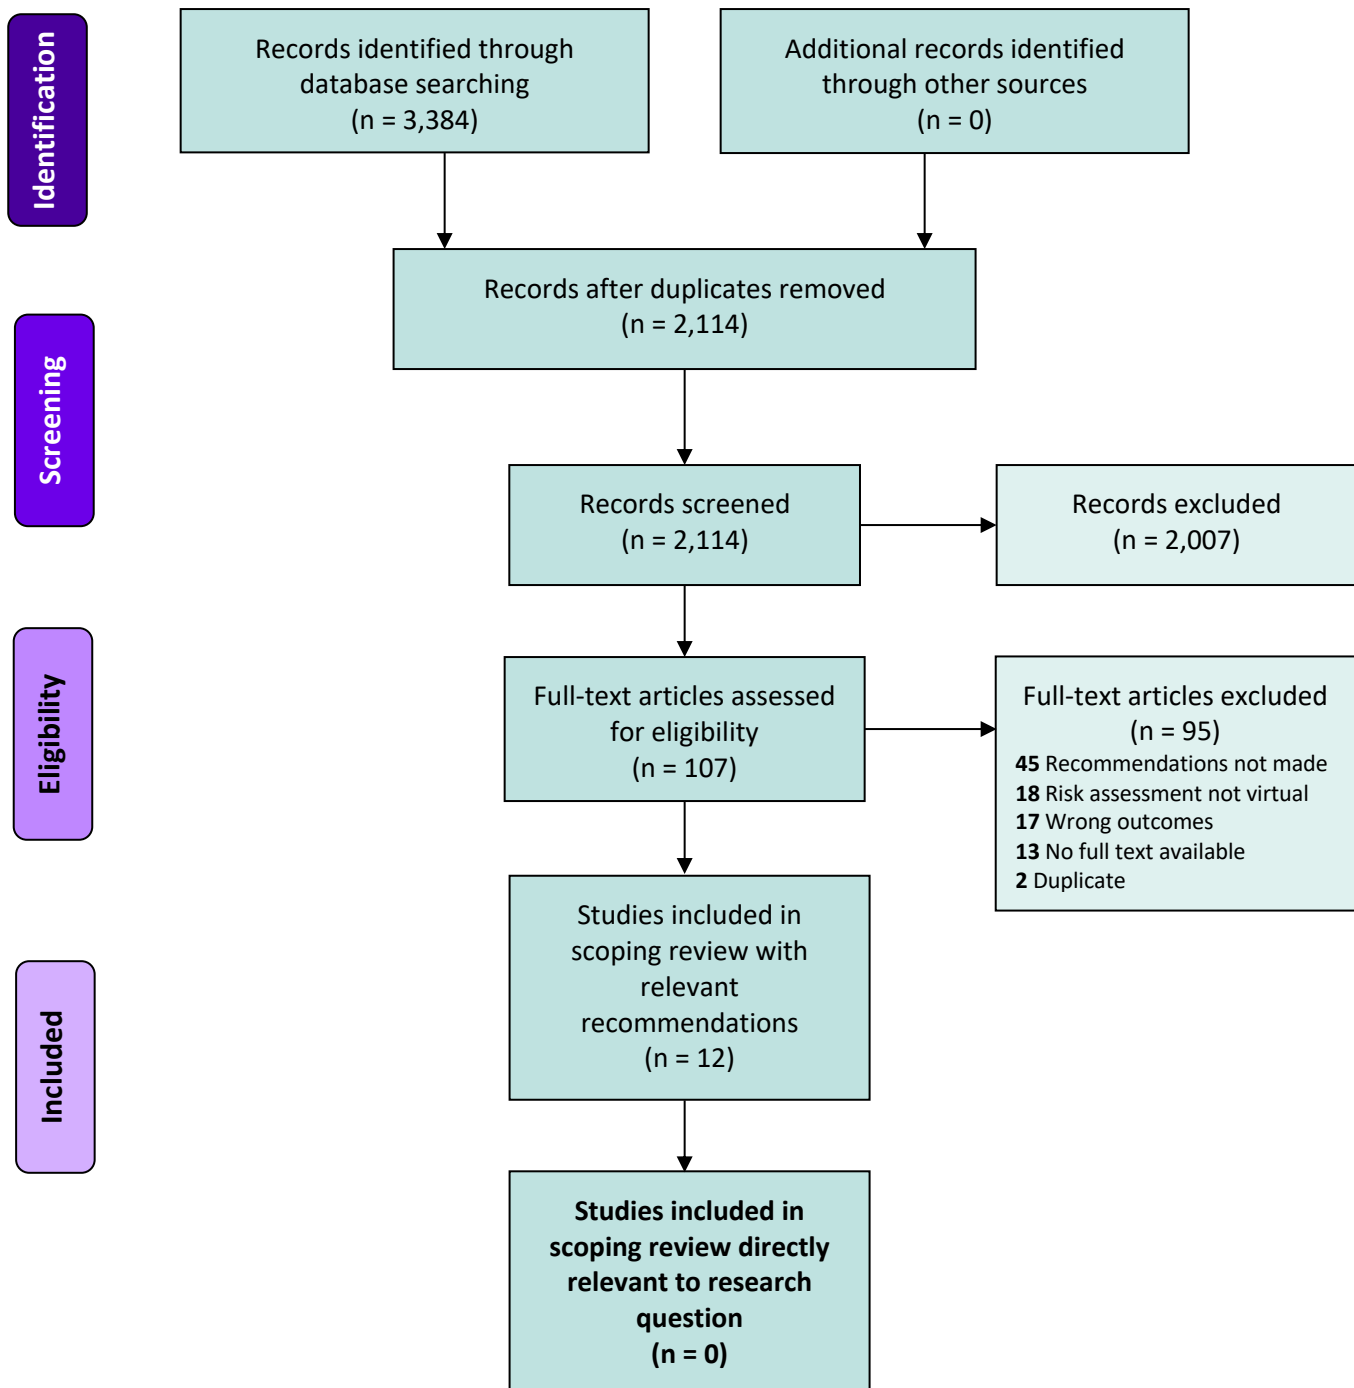 Identification
Records identified through
database searching
(n = 3,384)
Additional records identified
through other sources
(n = 0)
Records after duplicates removed
(n = 2,114)
Screening
Records screened
(n = 2,114)
Records excluded
(n = 2,007)
Eligibility
Full-text articles assessed
for eligibility
(n = 107)
Full-text articles excluded
(n = 95)
45 Recommendations not made
18 Risk assessment not virtual
17 Wrong outcomes
13 No full text available
2 Duplicate
Included
Studies included in
scoping review with
relevant
recommendations
(n = 12)
Studies included in
scoping review directly
relevant to research
question
(n = 0)